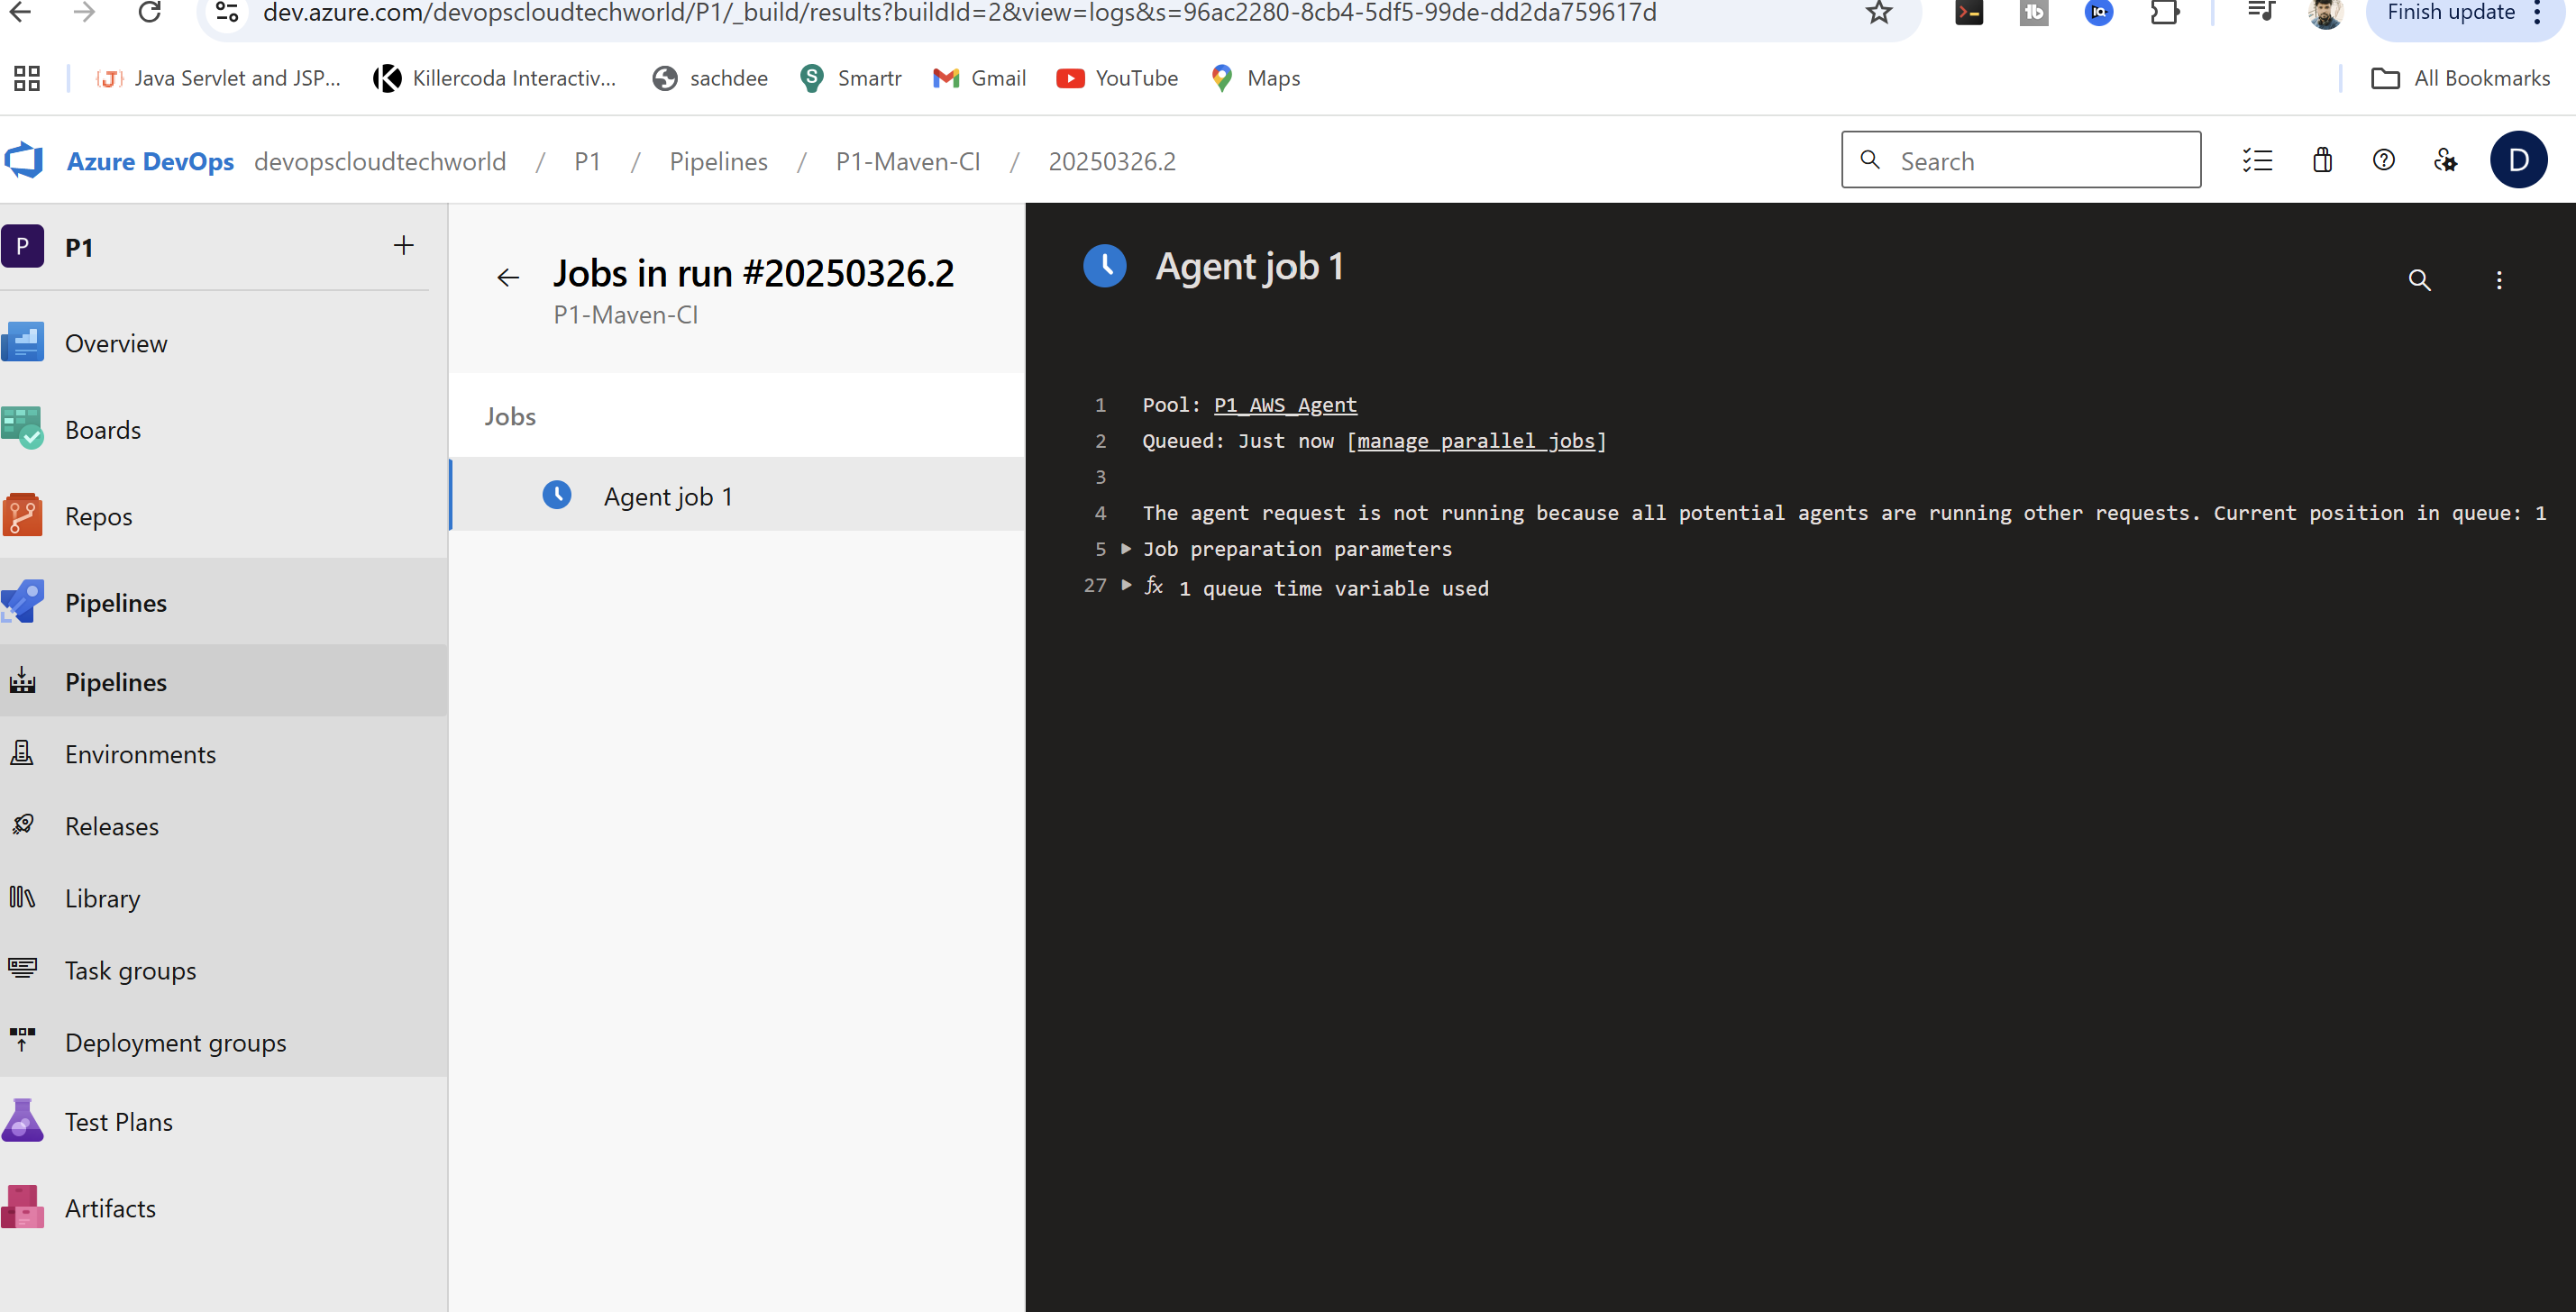 dev.azure.com/devopscloudtechworld/P1/_build/results?buildId=2&view=logs&s=96ac2280-8cb4-5df5-99de-dd2da759617d
Finish update
Java Servlet and JSP...
Killercoda Interactiv...
sachdee
Smartr
Gmail
YouTube
Maps
All Bookmarks
Azure DevOps devopscloudtechworld / P1 / Pipelines / P1-Maven-CI / 20250326.2
Search
D
P P1
Overview
Boards
Repos
Pipelines
Pipelines
Environments
Releases
Library
Task groups
Deployment groups
Test Plans
Artifacts
Jobs in run #20250326.2
P1-Maven-CI
Jobs
Agent job 1
Agent job 1
1 Pool: P1_AWS_Agent
2 Queued: Just now [manage parallel jobs]
3
4 The agent request is not running because all potential agents are running other requests. Current position in queue: 1
5 Job preparation parameters
27 fx 1 queue time variable used